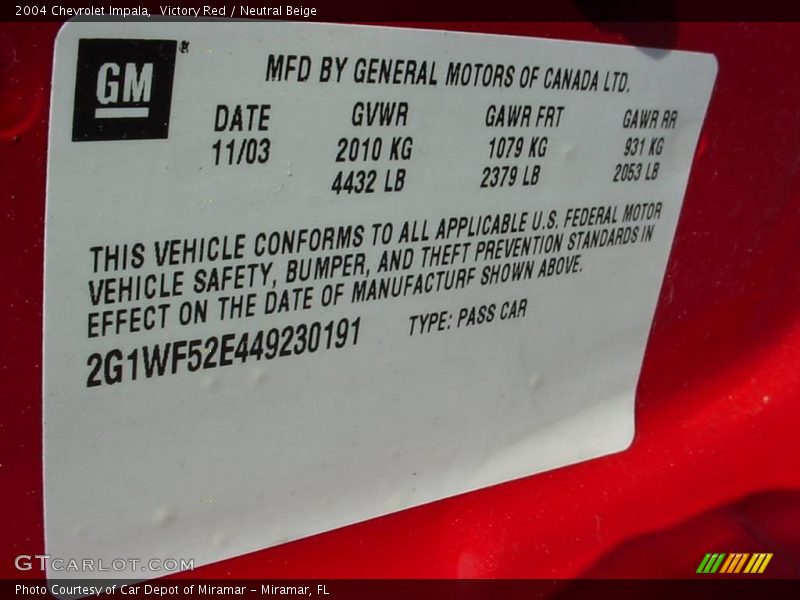 2004 Chevrolet Impala,  Victory Red / Neutral Beige
GM ®
MFD BY GENERAL MOTORS OF CANADA LTD.
DATE GVWR GAWR FRT GAWR RR
11/03 2010 KG 1079 KG 931 KG
4432 LB 2379 LB 2053 LB
THIS VEHICLE CONFORMS TO ALL APPLICABLE U.S. FEDERAL MOTOR
VEHICLE SAFETY, BUMPER, AND THEFT PREVENTION STANDARDS IN
EFFECT ON THE DATE OF MANUFACTURF SHOWN ABOVE.
2G1WF52E449230191 TYPE: PASS CAR
GTCARLOT.COM
Photo Courtesy of Car Depot of Miramar - Miramar, FL